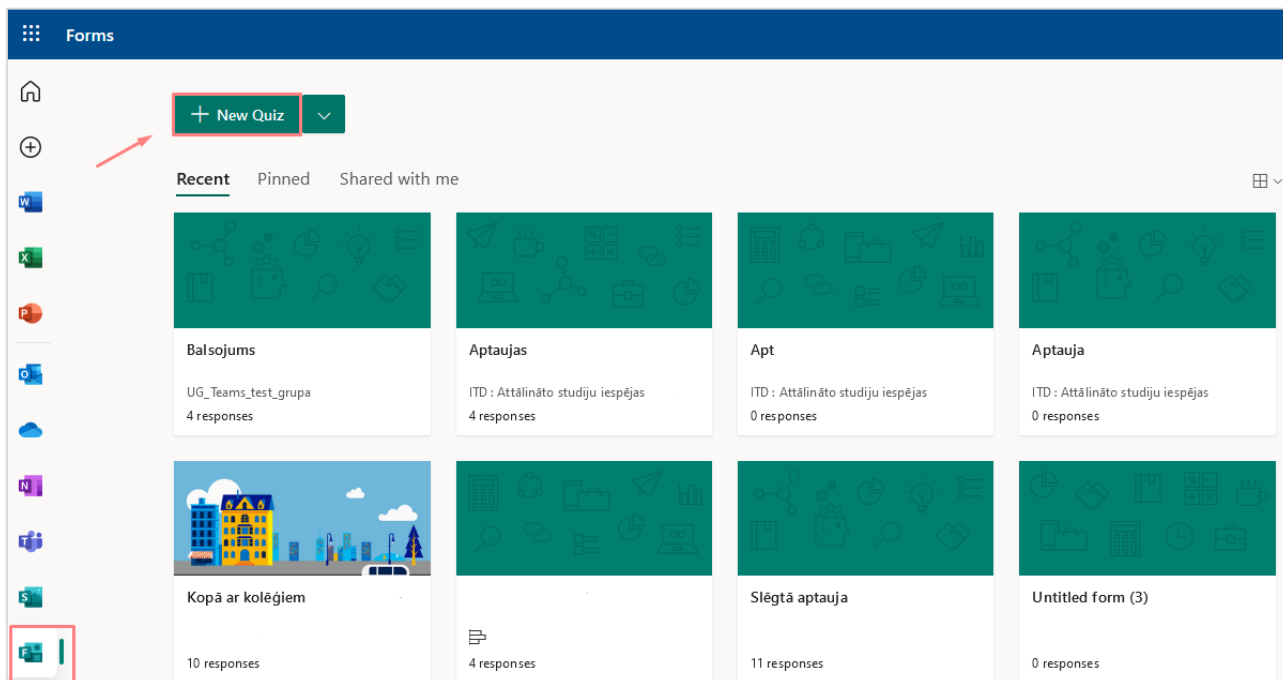 Forms
+ New Quiz
Recent Pinned Shared with me
Balsojums
UG_Teams_test_grupa
4 responses
Aptaujas
ITD : Attālināto studiju iespējas
4 responses
Apt
ITD : Attālināto studiju iespējas
0 responses
Aptauja
ITD : Attālināto studiju iespējas
0 responses
Kopā ar kolēģiem
10 responses
4 responses
Slēgtā aptauja
11 responses
Untitled form (3)
0 responses